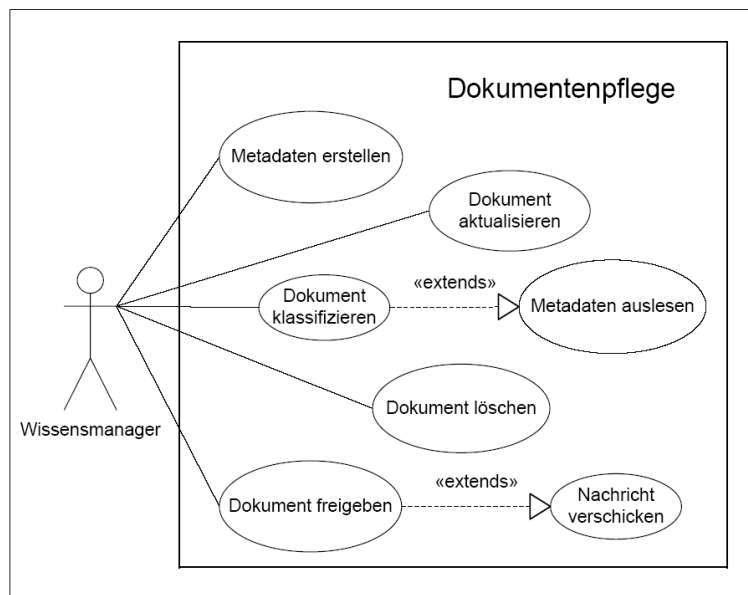 Dokumentenpflege
Metadaten erstellen
Dokument
aktualisieren
«extends»
Dokument
klassifizieren
Metadaten auslesen
Dokument löschen
Wissensmanager
«extends»
Dokument freigeben
Nachricht
verschicken